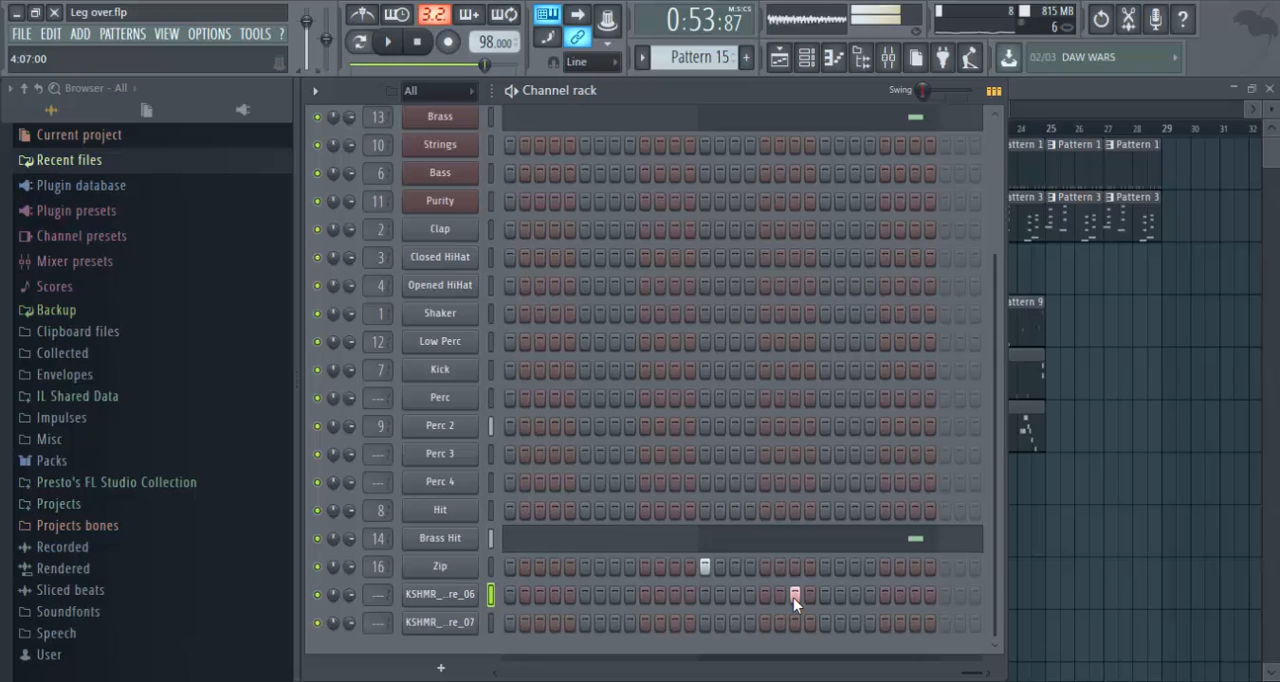 Leg over.flp
FILE EDIT ADD PATTERNS VIEW OPTIONS TOOLS ?
4:07:00
3.2.
98.000
Line
0:53:87
M:S:CS
Pattern 15
8
815 MB
6
02/03 DAW WARS
Browser - All
Current project
Recent files
Plugin database
Plugin presets
Channel presets
Mixer presets
Scores
Backup
Clipboard files
Collected
Envelopes
IL Shared Data
Impulses
Misc
Packs
Presto's FL Studio Collection
Projects
Projects bones
Recorded
Rendered
Sliced beats
Soundfonts
Speech
User
All
Channel rack
Swing
13 Brass
10 Strings
6 Bass
11 Purity
2 Clap
3 Closed HiHat
4 Opened HiHat
1 Shaker
12 Low Perc
7 Kick
--- Perc
9 Perc 2
--- Perc 3
--- Perc 4
8 Hit
14 Brass Hit
16 Zip
--- KSHMR_...re_06
--- KSHMR_...re_07
+
24 25 26 27 28 29 30 31 32
attern 1 Pattern 1 Pattern 1
attern 3 Pattern 3 Pattern 3
attern 9